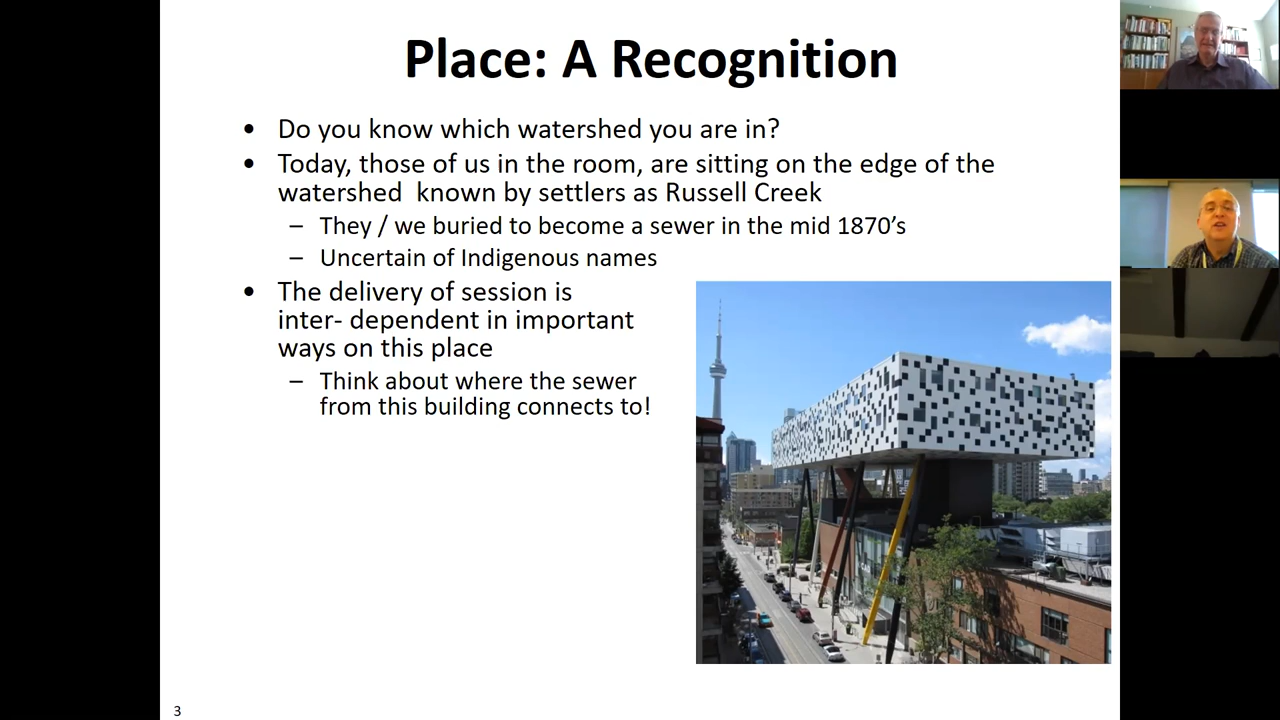 Place: A Recognition
• Do you know which watershed you are in?
• Today, those of us in the room, are sitting on the edge of the
watershed  known by settlers as Russell Creek
– They / we buried to become a sewer in the mid 1870’s
– Uncertain of Indigenous names
• The delivery of session is
inter- dependent in important
ways on this place
– Think about where the sewer
from this building connects to!
3